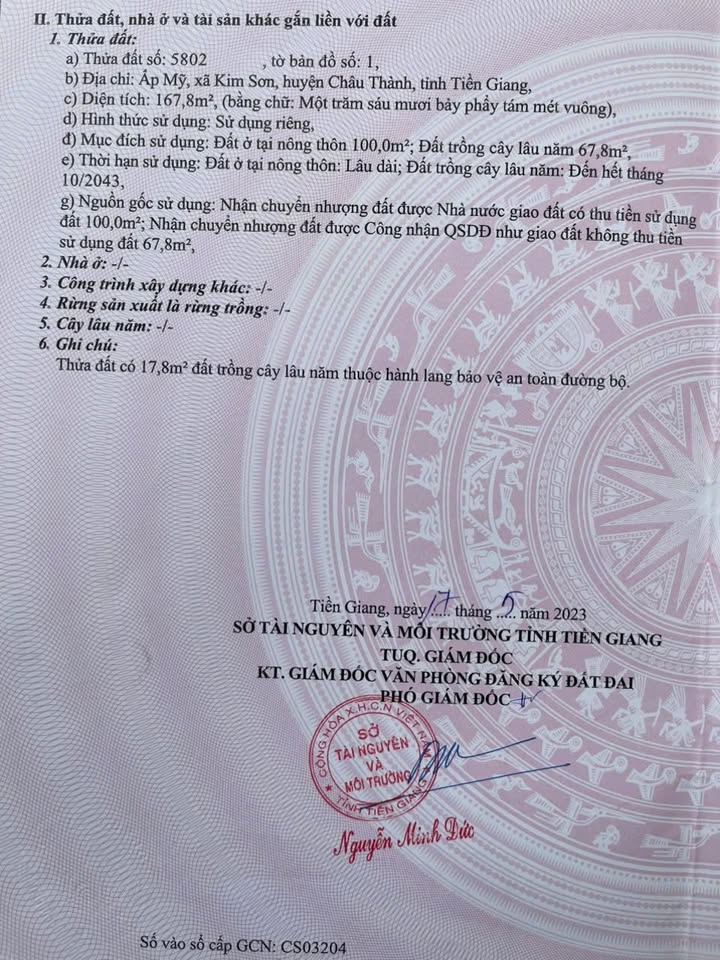 II. Thửa đất, nhà ở và tài sản khác gắn liền với đất
1. Thửa đất:
a) Thửa đất số: 5802 , tờ bản đồ số: 1,
b) Địa chỉ: Ấp Mỹ, xã Kim Sơn, huyện Châu Thành, tỉnh Tiền Giang,
c) Diện tích: 167,8m², (bằng chữ: Một trăm sáu mươi bảy phẩy tám mét vuông),
d) Hình thức sử dụng: Sử dụng riêng,
đ) Mục đích sử dụng: Đất ở tại nông thôn 100,0m²; Đất trồng cây lâu năm 67,8m²,
e) Thời hạn sử dụng: Đất ở tại nông thôn: Lâu dài; Đất trồng cây lâu năm: Đến hết tháng
10/2043,
g) Nguồn gốc sử dụng: Nhận chuyển nhượng đất được Nhà nước giao đất có thu tiền sử dụng
đất 100,0m²; Nhận chuyển nhượng đất được Công nhận QSDĐ như giao đất không thu tiền
sử dụng đất 67,8m²,
2. Nhà ở: -/-
3. Công trình xây dựng khác: -/-
4. Rừng sản xuất là rừng trồng: -/-
5. Cây lâu năm: -/-
6. Ghi chú:
Thửa đất có 17,8m² đất trồng cây lâu năm thuộc hành lang bảo vệ an toàn đường bộ.
Tiền Giang, ngày 17 tháng 5 năm 2023
SỞ TÀI NGUYÊN VÀ MÔI TRƯỜNG TỈNH TIỀN GIANG
TUQ. GIÁM ĐỐC
KT. GIÁM ĐỐC VĂN PHÒNG ĐĂNG KÝ ĐẤT ĐAI
PHÓ GIÁM ĐỐC
CỘNG HÒA X.H.C.N VIỆT NAM
SỞ
TÀI NGUYÊN
VÀ
MÔI TRƯỜNG
TỈNH TIỀN GIANG
Nguyễn Minh Đức
Số vào sổ cấp GCN: CS03204